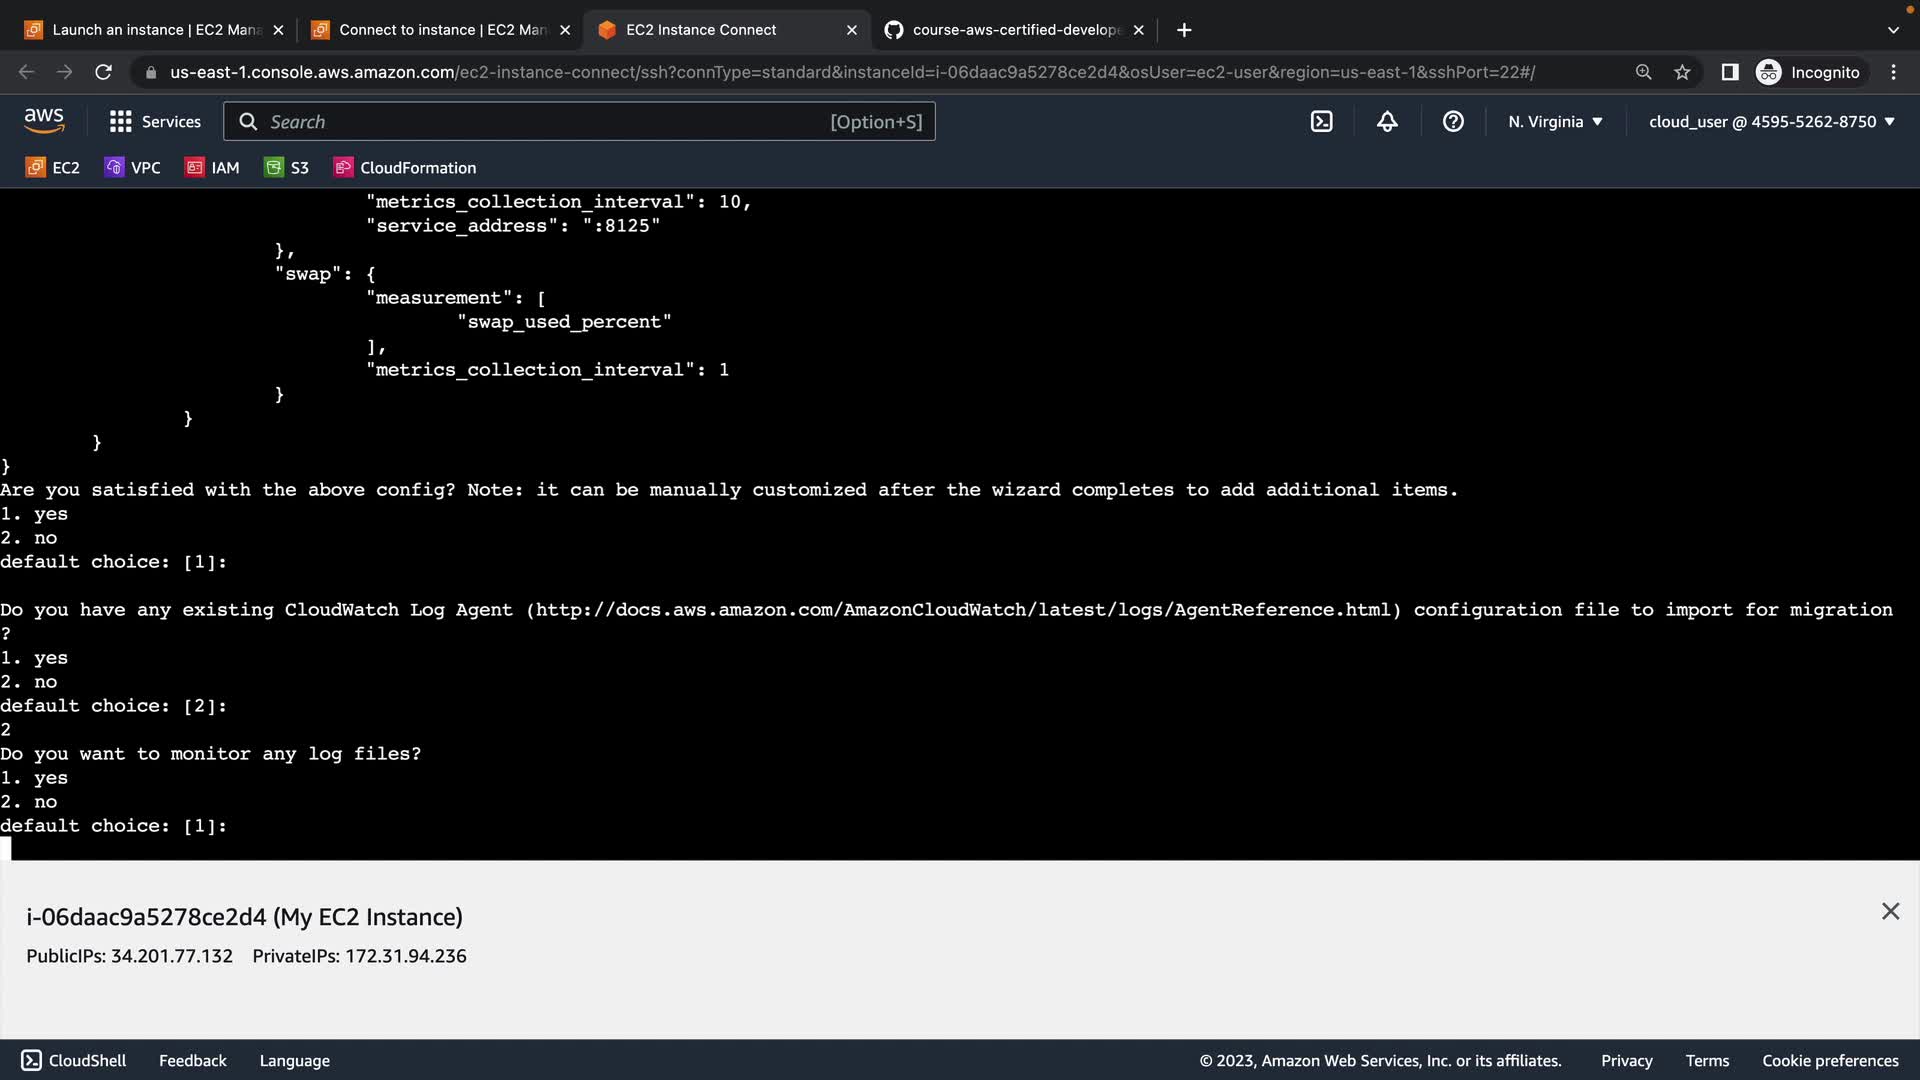 Launch an instance | EC2 Mana
Connect to instance | EC2 Man
EC2 Instance Connect
course-aws-certified-develope
us-east-1.console.aws.amazon.com/ec2-instance-connect/ssh?connType=standard&instanceId=i-06daac9a5278ce2d4&osUser=ec2-user&region=us-east-1&sshPort=22#/
Incognito
aws
Services
Search
[Option+S]
N. Virginia
cloud_user @ 4595-5262-8750
EC2
VPC
IAM
S3
CloudFormation
"metrics_collection_interval": 10,
"service_address": ":8125"
},
"swap": {
"measurement": [
"swap_used_percent"
],
"metrics_collection_interval": 1
}
}
}
}
Are you satisfied with the above config? Note: it can be manually customized after the wizard completes to add additional items.
1. yes
2. no
default choice: [1]:
Do you have any existing CloudWatch Log Agent (http://docs.aws.amazon.com/AmazonCloudWatch/latest/logs/AgentReference.html) configuration file to import for migration
?
1. yes
2. no
default choice: [2]:
2
Do you want to monitor any log files?
1. yes
2. no
default choice: [1]:
i-06daac9a5278ce2d4 (My EC2 Instance)
PublicIPs: 34.201.77.132 PrivateIPs: 172.31.94.236
CloudShell
Feedback
Language
© 2023, Amazon Web Services, Inc. or its affiliates.
Privacy
Terms
Cookie preferences